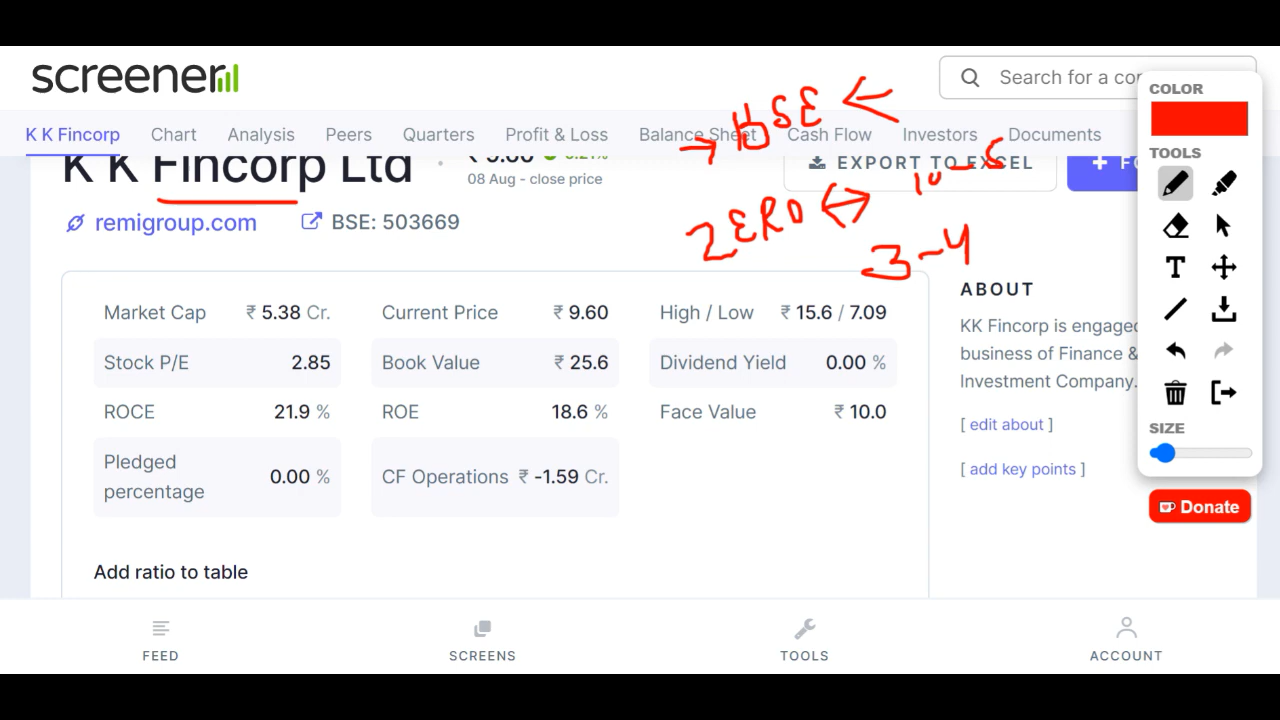 screener
Search for a co
COLOR
K K Fincorp Chart Analysis Peers Quarters Profit & Loss Balance Sheet Cash Flow Investors Documents
BSE
TOOLS
K K Fincorp Ltd
08 Aug - close price
EXPORT TO EXCEL
10-5
remigroup.com
BSE: 503669
ZERO
3-4
Market Cap ₹ 5.38 Cr.
Current Price ₹ 9.60
High / Low ₹ 15.6 / 7.09
Stock P/E 2.85
Book Value ₹ 25.6
Dividend Yield 0.00 %
ROCE 21.9 %
ROE 18.6 %
Face Value ₹ 10.0
Pledged percentage 0.00 %
CF Operations ₹ -1.59 Cr.
Add ratio to table
ABOUT
KK Fincorp is engaged
business of Finance &
Investment Company.
[ edit about ]
[ add key points ]
SIZE
Donate
FEED SCREENS TOOLS ACCOUNT